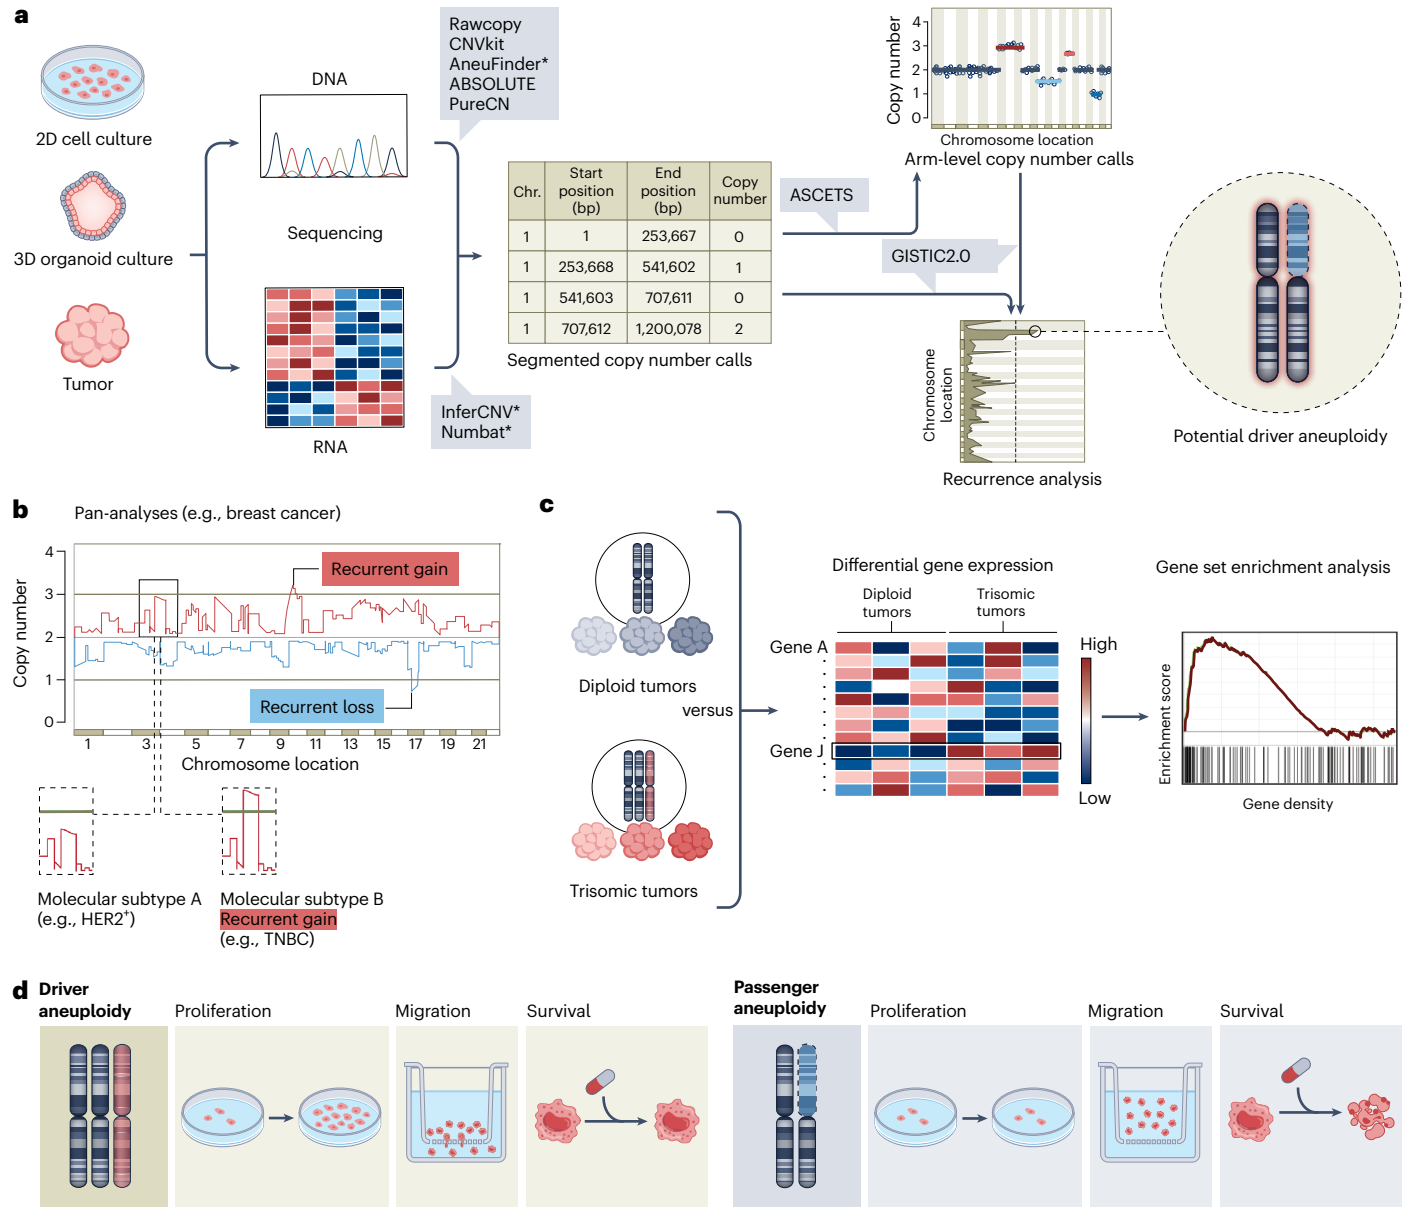 a
2D cell culture
3D organoid culture
Tumor
DNA
Sequencing
RNA
Rawcopy
CNVkit
AneuFinder*
ABSOLUTE
PureCN
InferCNV*
Numbat*
Chr.
Start position (bp)
End position (bp)
Copy number
1 1 253,667 0
1 253,668 541,602 1
1 541,603 707,611 0
1 707,612 1,200,078 2
Segmented copy number calls
ASCETS
GISTIC2.0
Copy number
4
3
2
1
0
Chromosome location
Arm-level copy number calls
Chromosome location
Recurrence analysis
Potential driver aneuploidy
b
Pan-analyses (e.g., breast cancer)
Copy number
4
3
2
1
0
Recurrent gain
Recurrent loss
1 3 5 7 9 11 13 15 17 19 21
Chromosome location
Molecular subtype A
(e.g., HER2+)
Molecular subtype B
Recurrent gain
(e.g., TNBC)
c
Diploid tumors
versus
Trisomic tumors
Differential gene expression
Diploid tumors
Trisomic tumors
Gene A
Gene J
High
Low
Gene set enrichment analysis
Enrichment score
Gene density
d
Driver
aneuploidy
Proliferation
Migration
Survival
Passenger
aneuploidy
Proliferation
Migration
Survival